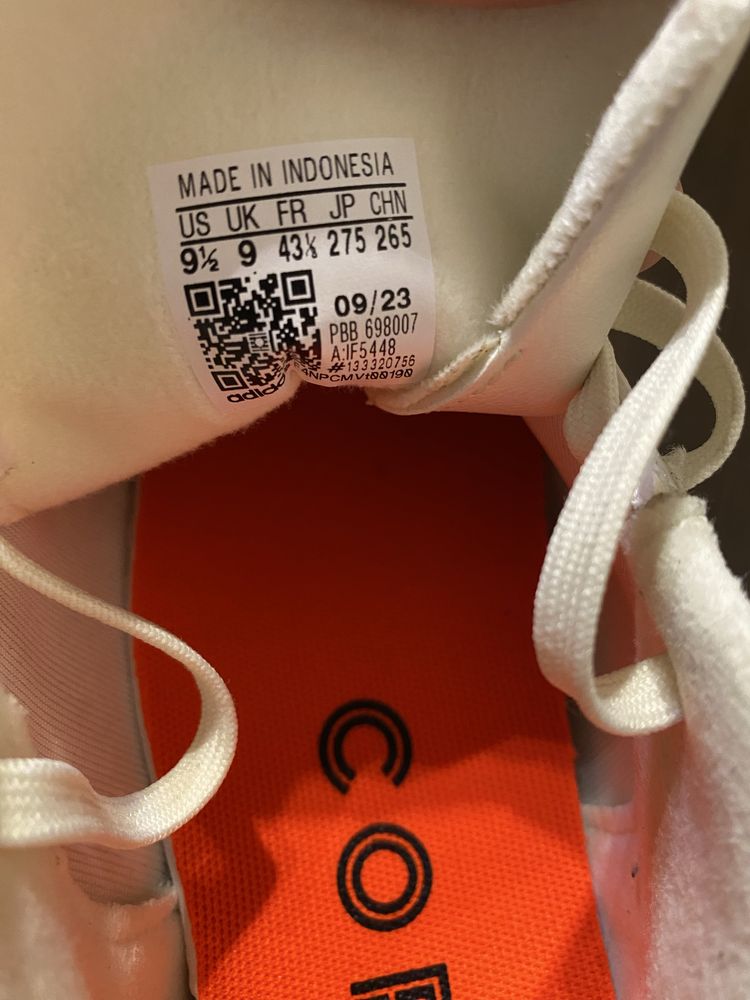 MADE IN INDONESIA
US UK FR JP CHN
9½ 9 43⅓ 275 265
09/23
PBB 698007
A:IF5448
#133320756
adidas
COR